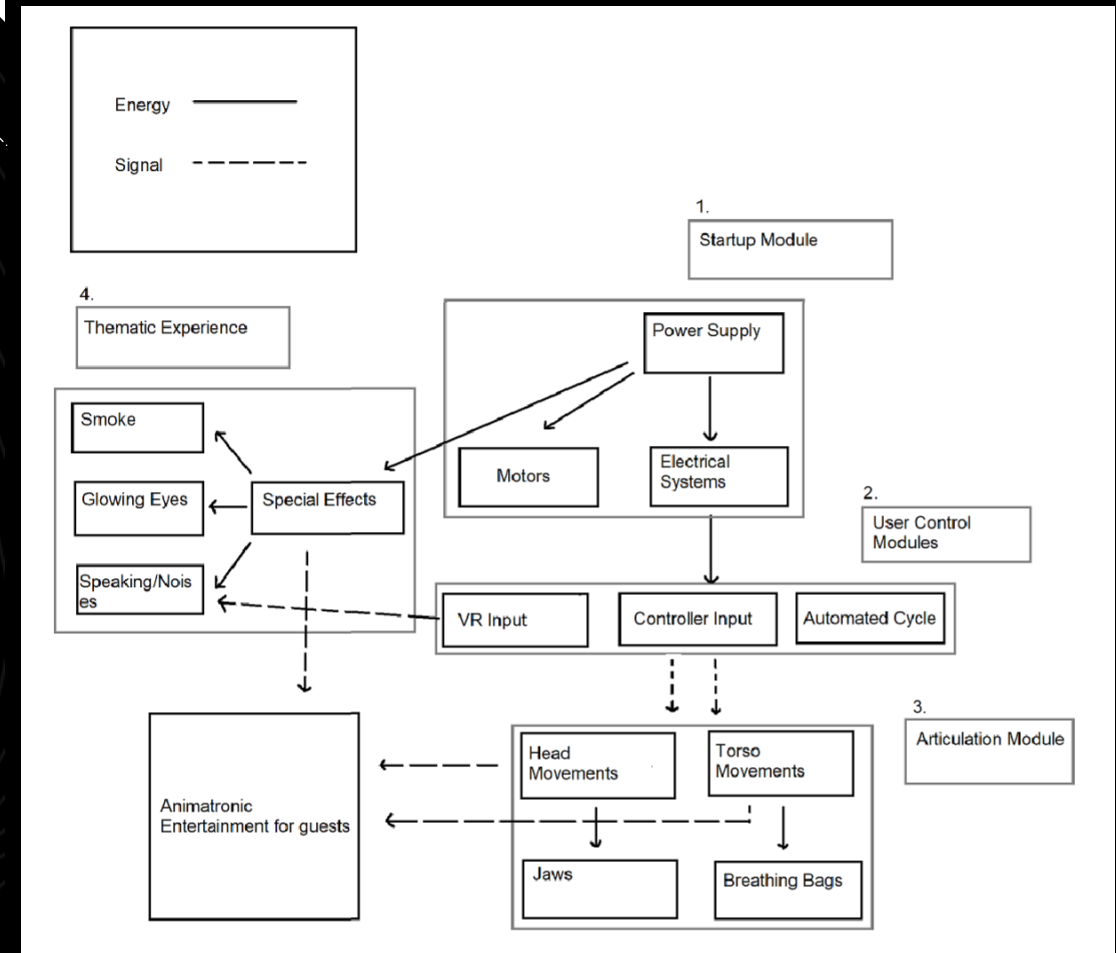 Energy
Signal
1.
Startup Module
4.
Thematic Experience
Power Supply
Smoke
Motors
Electrical
Systems
Glowing Eyes
Special Effects
2.
User Control
Modules
Speaking/Nois
es
VR Input
Controller Input
Automated Cycle
3.
Articulation Module
Head
Movements
Torso
Movements
Animatronic
Entertainment for guests
Jaws
Breathing Bags